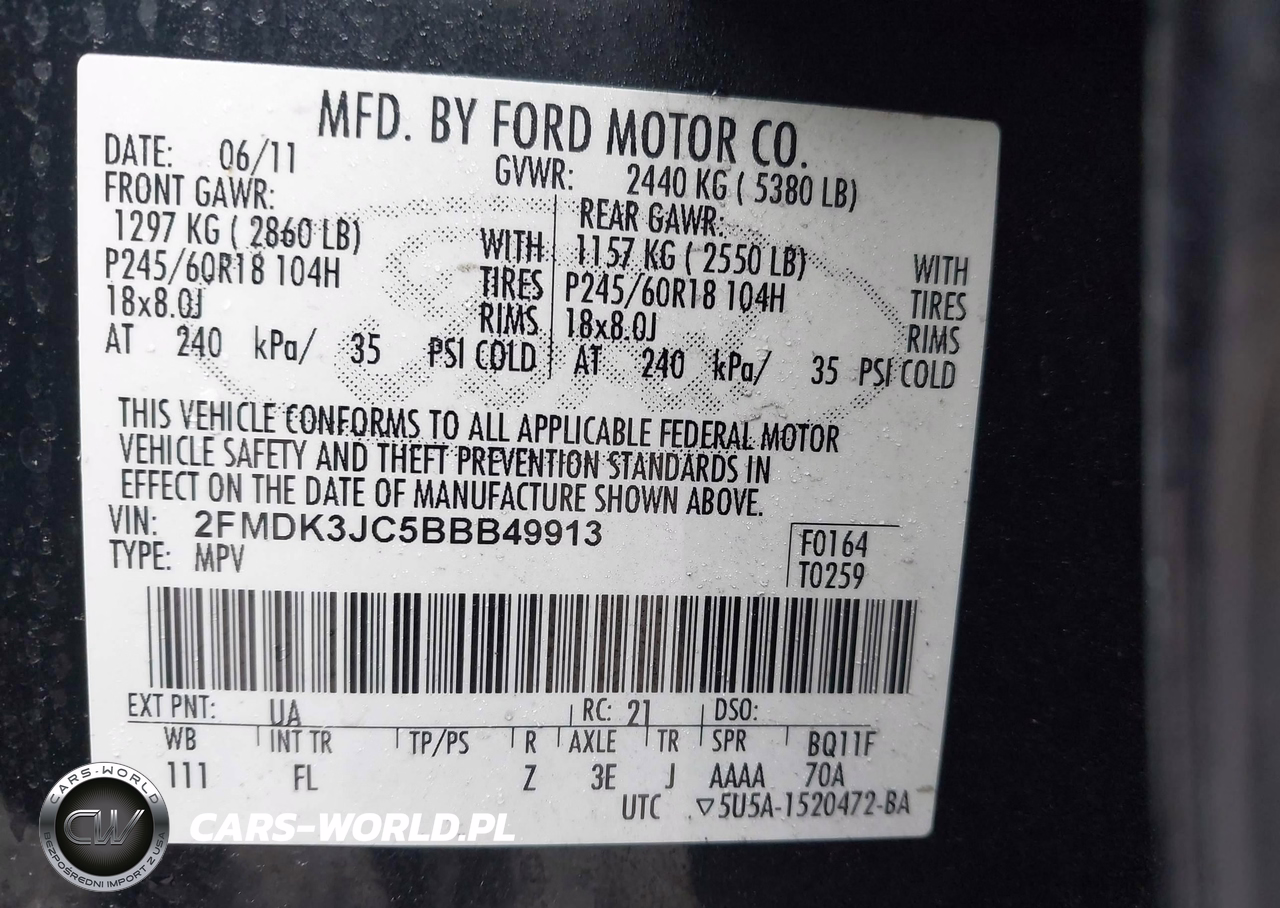 MFD. BY FORD MOTOR CO.
DATE: 06/11 GVWR: 2440 KG ( 5380 LB)
FRONT GAWR: REAR GAWR:
1297 KG ( 2860 LB) WITH 1157 KG ( 2550 LB) WITH
P245/60R18 104H TIRES P245/60R18 104H TIRES
18x8.0J RIMS 18x8.0J RIMS
AT 240 kPa/ 35 PSI COLD AT 240 kPa/ 35 PSI COLD
THIS VEHICLE CONFORMS TO ALL APPLICABLE FEDERAL MOTOR
VEHICLE SAFETY AND THEFT PREVENTION STANDARDS IN
EFFECT ON THE DATE OF MANUFACTURE SHOWN ABOVE.
VIN: 2FMDK3JC5BBB49913
TYPE: MPV
F0164
T0259
EXT PNT: UA RC: 21 DSO:
WB INT TR TP/PS R AXLE TR SPR BQ11F
111 FL Z 3E J AAAA 70A
UTC ▽5U5A-1520472-BA
CARS-WORLD
CW
BEZPOŚREDNI IMPORT Z USA
CARS-WORLD.PL